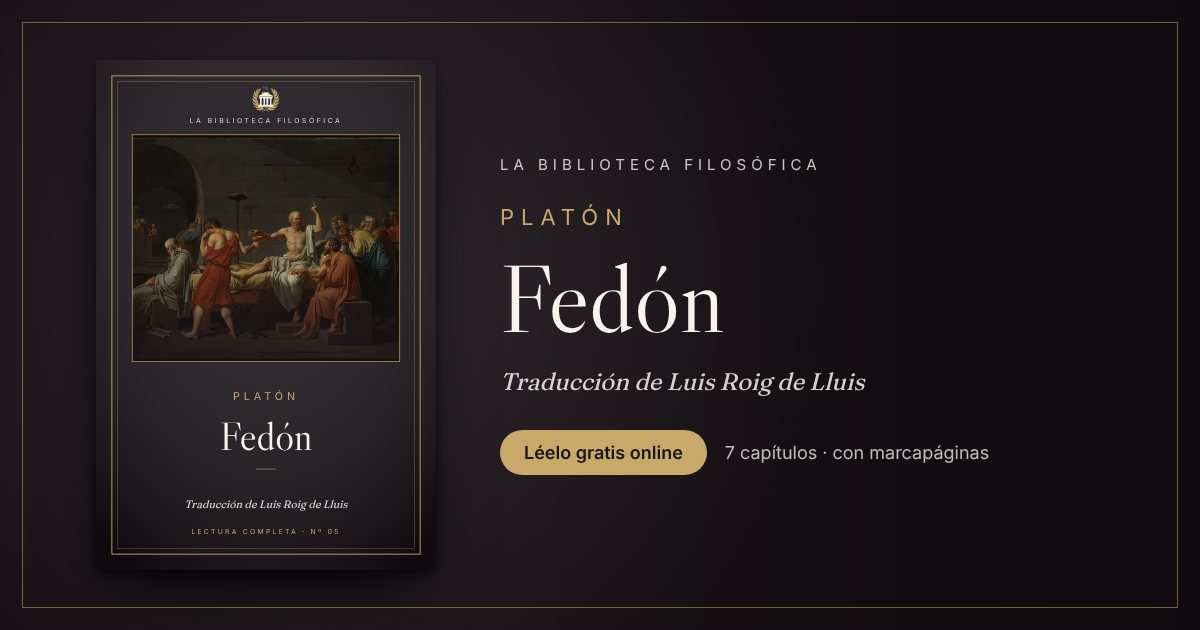 LA BIBLIOTECA FILOSÓFICA
PLATÓN
Fedón
Traducción de Luis Roig de Lluis
LECTURA COMPLETA · Nº 05
LA BIBLIOTECA FILOSÓFICA
PLATÓN
Fedón
Traducción de Luis Roig de Lluis
Léelo gratis online
7 capítulos · con marcapáginas